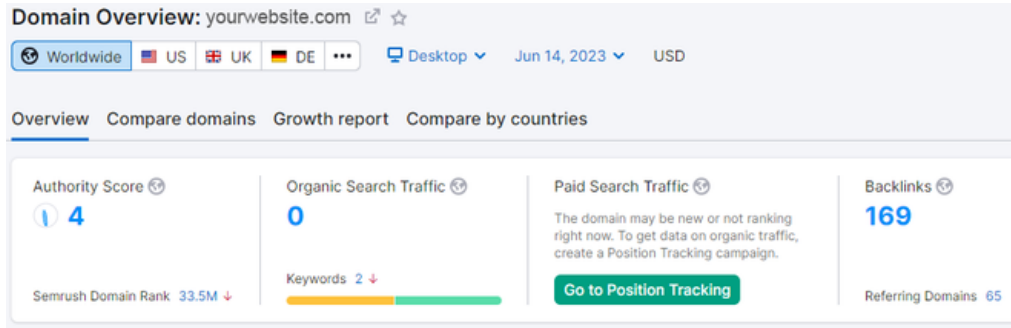 Domain Overview: yourwebsite.com
Worldwide US UK DE ••• Desktop Jun 14, 2023 USD
Overview Compare domains Growth report Compare by countries
Authority Score
4
Semrush Domain Rank 33.5M ↓
Organic Search Traffic
0
Keywords 2 ↓
Paid Search Traffic
The domain may be new or not ranking
right now. To get data on organic traffic,
create a Position Tracking campaign.
Go to Position Tracking
Backlinks
169
Referring Domains 65